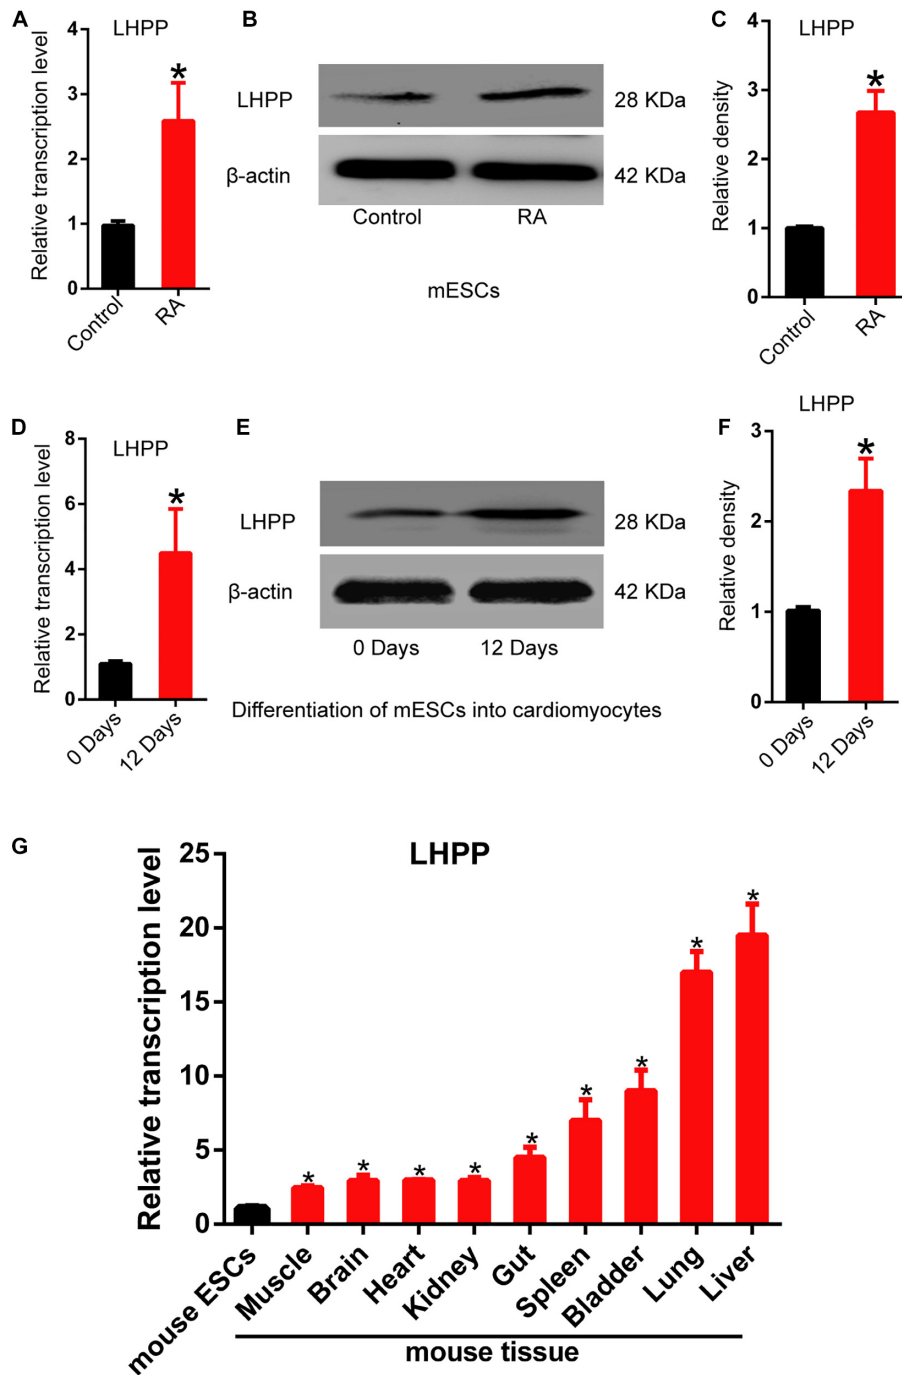 A
LHPP
Relative transcription level
4
3
2
1
0
*
Control
RA
B
LHPP
28 KDa
β-actin
42 KDa
Control
RA
mESCs
C
LHPP
Relative density
4
3
2
1
0
*
Control
RA
D
LHPP
Relative transcription level
8
6
4
2
0
*
0 Days
12 Days
E
LHPP
28 KDa
β-actin
42 KDa
0 Days
12 Days
Differentiation of mESCs into cardiomyocytes
F
LHPP
Relative density
3
2
1
0
*
0 Days
12 Days
G
LHPP
Relative transcription level
25
20
15
10
5
0
* * * * * * * * *
mouse ESCs
Muscle
Brain
Heart
Kidney
Gut
Spleen
Bladder
Lung
Liver
mouse tissue